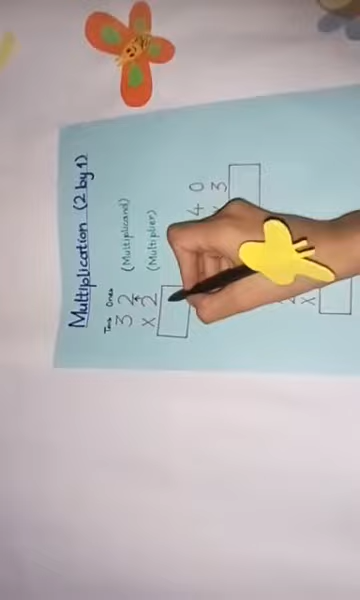 Multiplication (2 by 1)
Tens Ones
3 2 (Multiplicand)
x 2 (Multiplier)
4 0
3
x